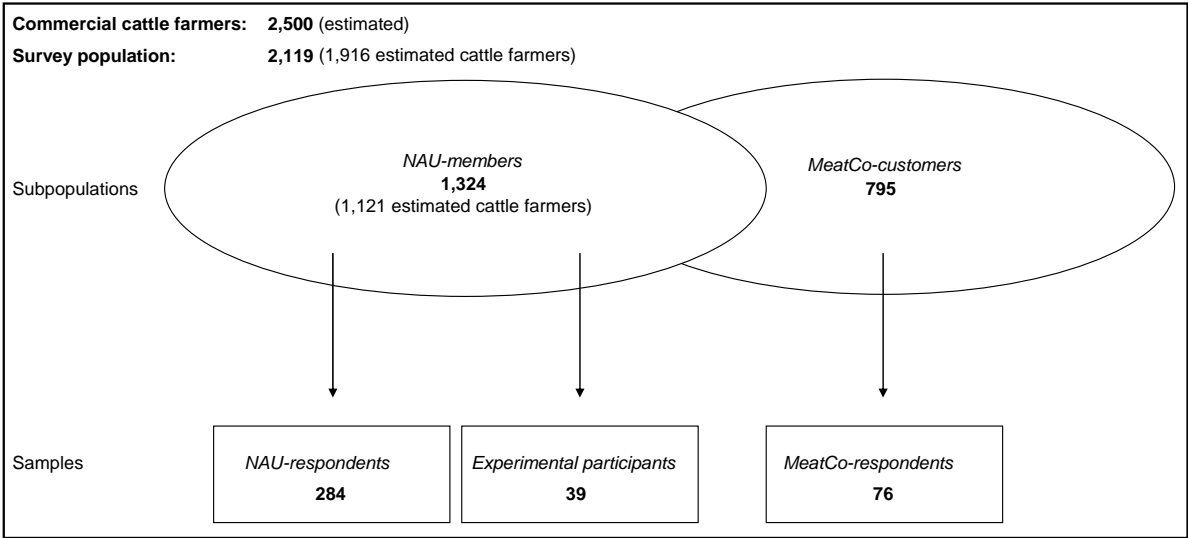 Commercial cattle farmers: 2,500 (estimated)
Survey population: 2,119 (1,916 estimated cattle farmers)
Subpopulations
NAU-members
1,324
(1,121 estimated cattle farmers)
MeatCo-customers
795
Samples
NAU-respondents
284
Experimental participants
39
MeatCo-respondents
76